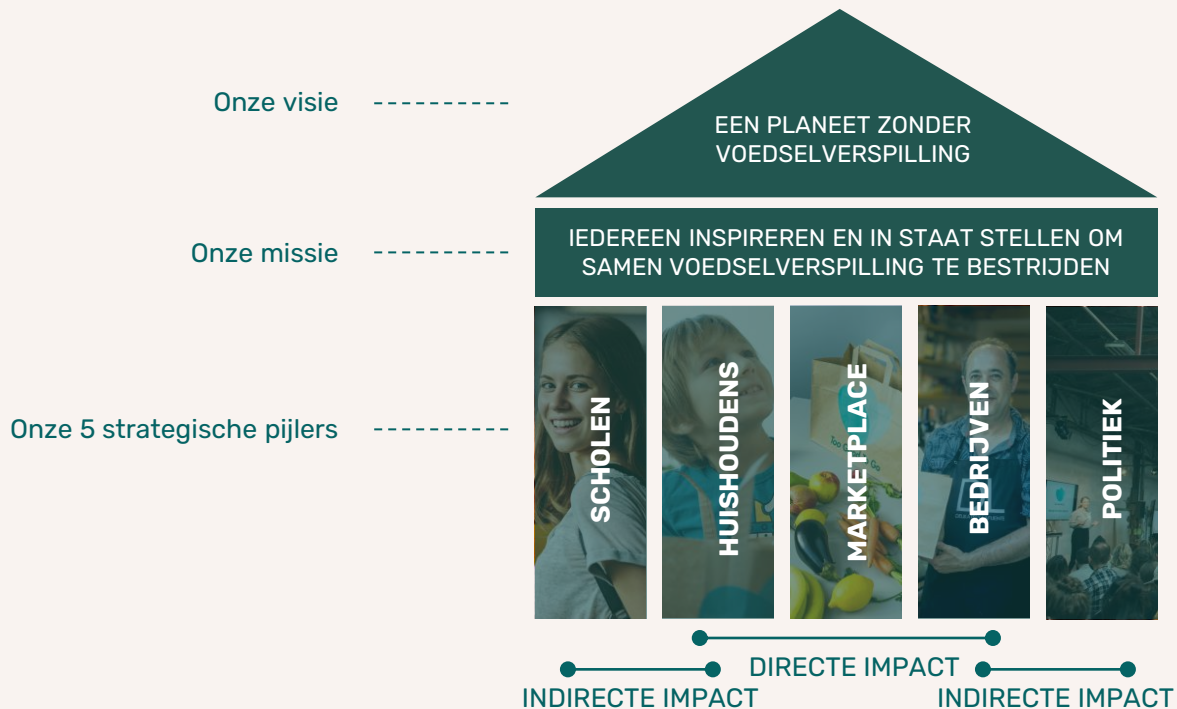 Onze visie
EEN PLANEET ZONDER
VOEDSELVERSPILLING
Onze missie
IEDEREEN INSPIREREN EN IN STAAT STELLEN OM
SAMEN VOEDSELVERSPILLING TE BESTRIJDEN
Onze 5 strategische pijlers
SCHOLEN
HUISHOUDENS
MARKETPLACE
BEDRIJVEN
POLITIEK
DIRECTE IMPACT
INDIRECTE IMPACT
INDIRECTE IMPACT